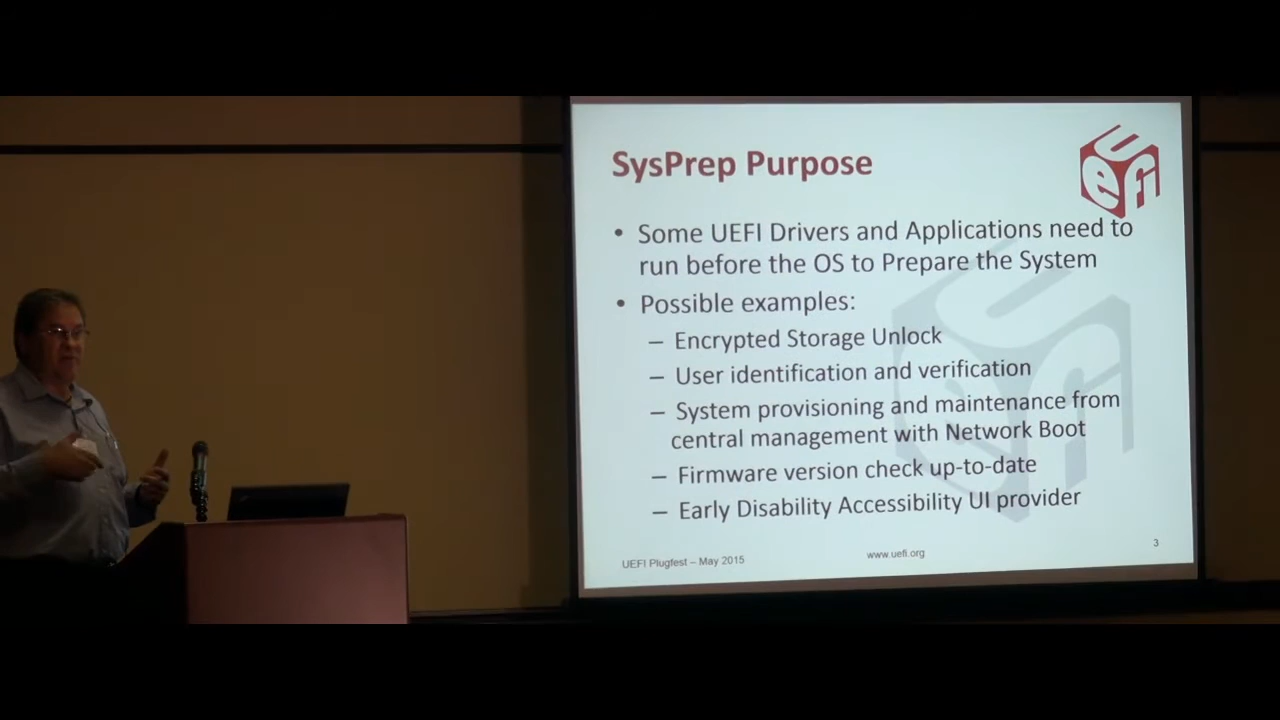 SysPrep Purpose
UEFI
• Some UEFI Drivers and Applications need to
run before the OS to Prepare the System
• Possible examples:
– Encrypted Storage Unlock
– User identification and verification
– System provisioning and maintenance from
central management with Network Boot
– Firmware version check up-to-date
– Early Disability Accessibility UI provider
UEFI Plugfest – May 2015
www.uefi.org
3